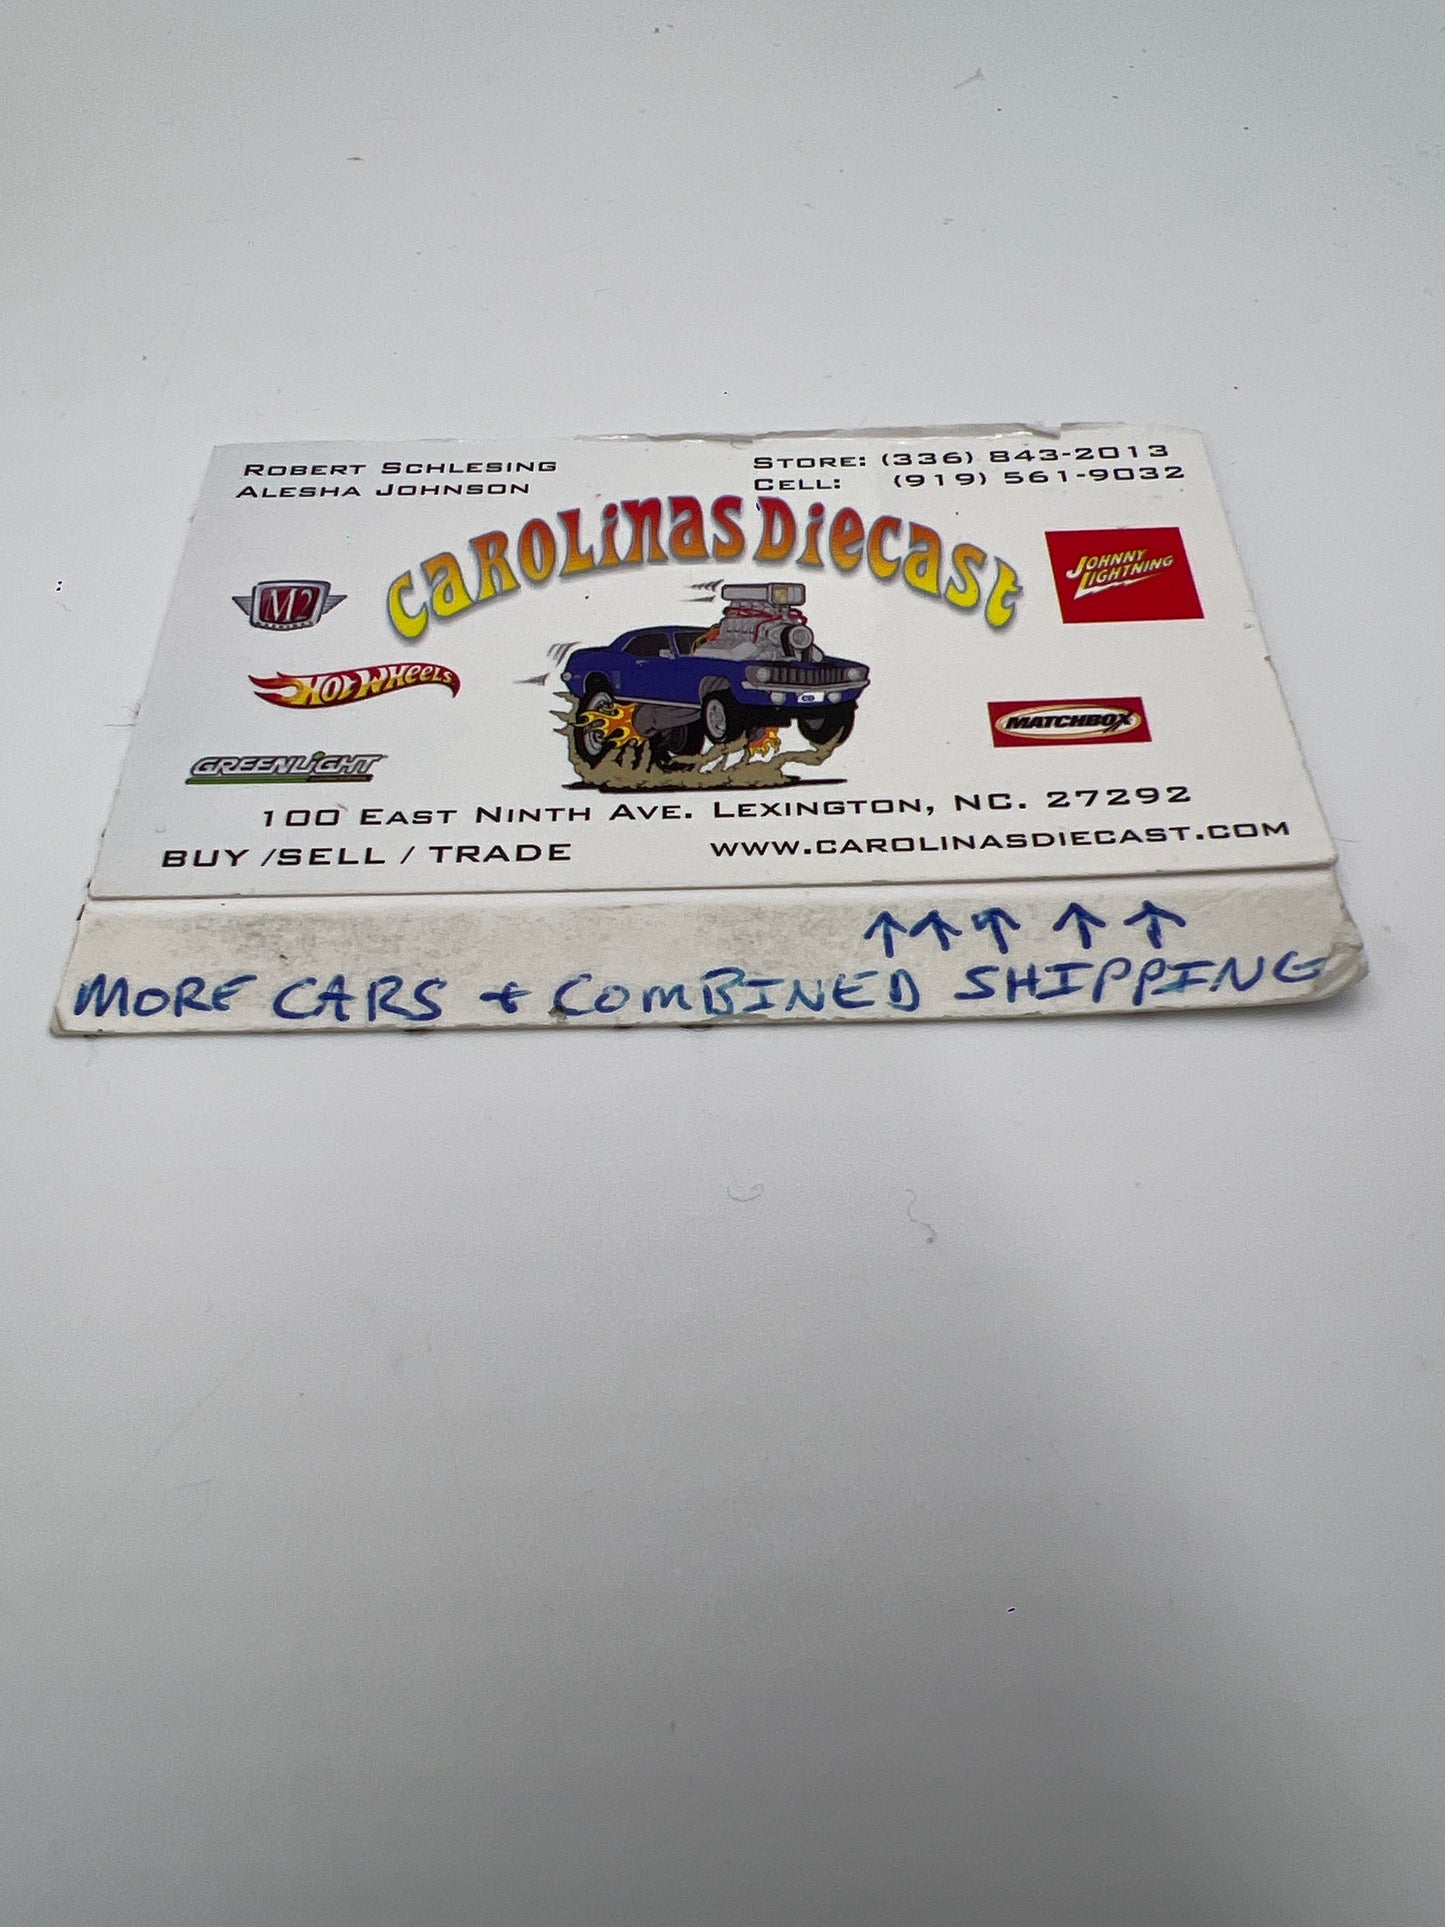 ROBERT SCHLESING
ALESHA JOHNSON
STORE: (336) 843-2013
CELL: (919) 561-9032
CAROLINAS DIECAST
M2
JOHNNY
LIGHTNING
HOT WHEELS
MATCHBOX
GREENLIGHT
100 EAST NINTH AVE. LEXINGTON, NC. 27292
BUY /SELL / TRADE
WWW.CAROLINASDIECAST.COM
↑ ↑ ↑ ↑ ↑
MORE CARS + COMBINED SHIPPING